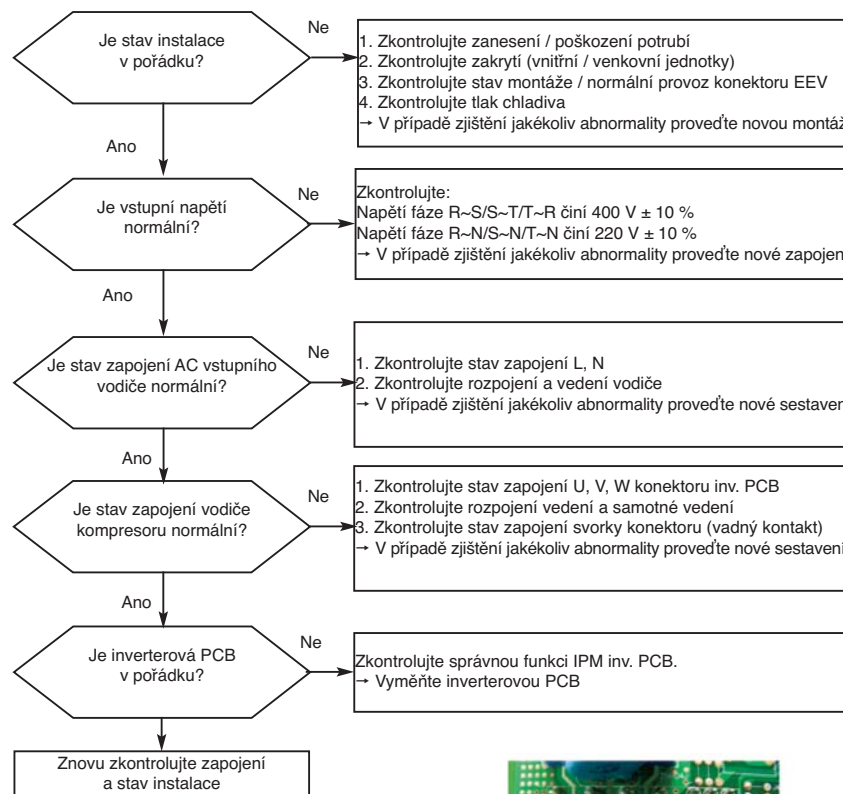 Je stav instalace
v pořádku?
Ne
1. Zkontrolujte zanesení / poškození potrubí
2. Zkontrolujte zakrytí (vnitřní / venkovní jednotky)
3. Zkontrolujte stav montáže / normální provoz konektoru EEV
4. Zkontrolujte tlak chladiva
→ V případě zjištění jakékoliv abnormality proveďte novou montáž
Ano
Je vstupní napětí
normální?
Ne
Zkontrolujte:
Napětí fáze R~S/S~T/T~R činí 400 V ± 10 %
Napětí fáze R~N/S~N/T~N činí 220 V ± 10 %
→ V případě zjištění jakékoliv abnormality proveďte nové zapojen
Ano
Je stav zapojení AC vstupního
vodiče normální?
Ne
1. Zkontrolujte stav zapojení L, N
2. Zkontrolujte rozpojení a vedení vodiče
→ V případě zjištění jakékoliv abnormality proveďte nové sestaven
Ano
Je stav zapojení vodiče
kompresoru normální?
Ne
1. Zkontrolujte stav zapojení U, V, W konektoru inv. PCB
2. Zkontrolujte rozpojení vedení a samotné vedení
3. Zkontrolujte stav zapojení svorky konektoru (vadný kontakt)
→ V případě zjištění jakékoliv abnormality proveďte nové sestavení
Ano
Je inverterová PCB
v pořádku?
Ne
Zkontrolujte správnou funkci IPM inv. PCB.
→ Vyměňte inverterovou PCB
Znovu zkontrolujte zapojení
a stav instalace